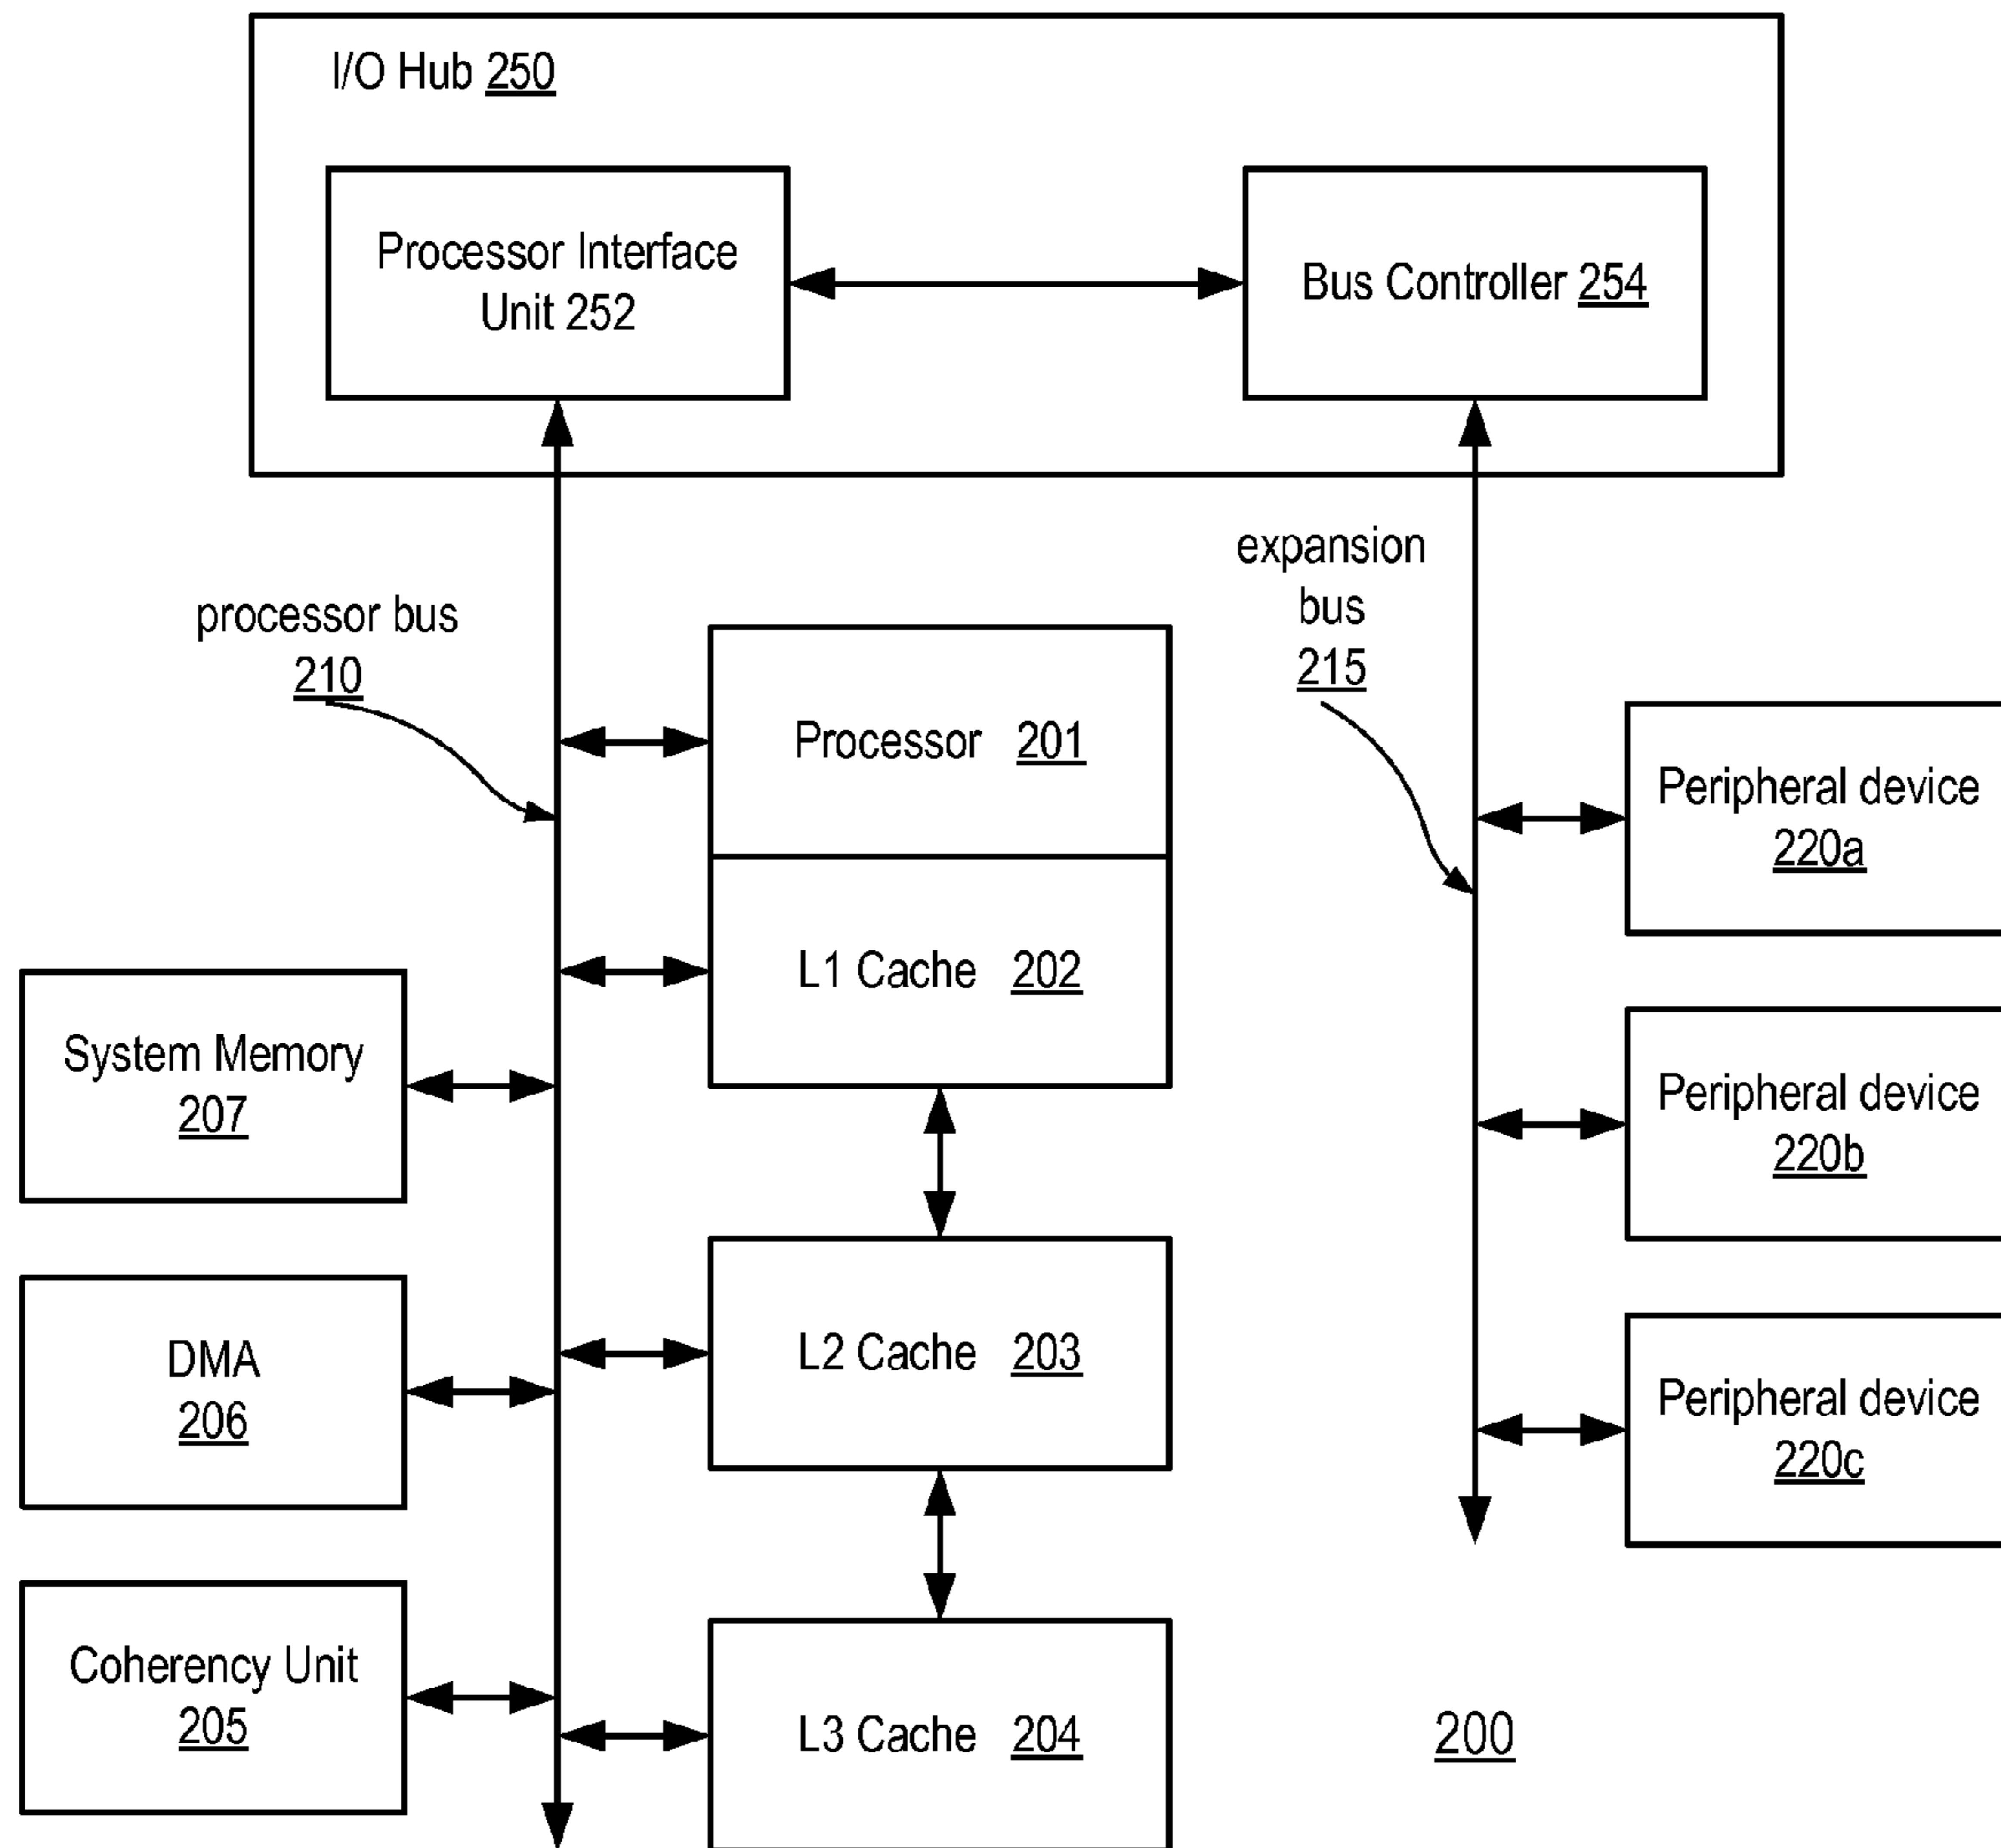 I/O Hub 250
Processor Interface
Unit 252
Bus Controller 254
processor bus
210
expansion
bus
215
Processor 201
L1 Cache 202
System Memory
207
DMA
206
Coherency Unit
205
L2 Cache 203
L3 Cache 204
Peripheral device
220a
Peripheral device
220b
Peripheral device
220c
200